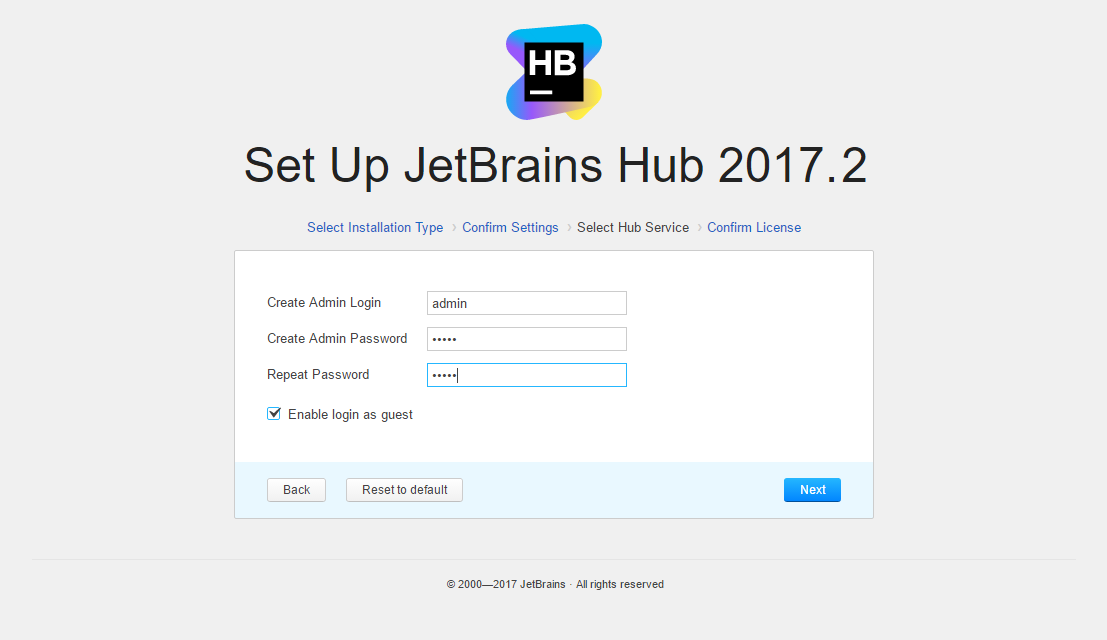 HB
Set Up JetBrains Hub 2017.2
Select Installation Type › Confirm Settings › Select Hub Service › Confirm License
Create Admin Login admin
Create Admin Password •••••
Repeat Password •••••
Enable login as guest
Back Reset to default Next
© 2000—2017 JetBrains · All rights reserved